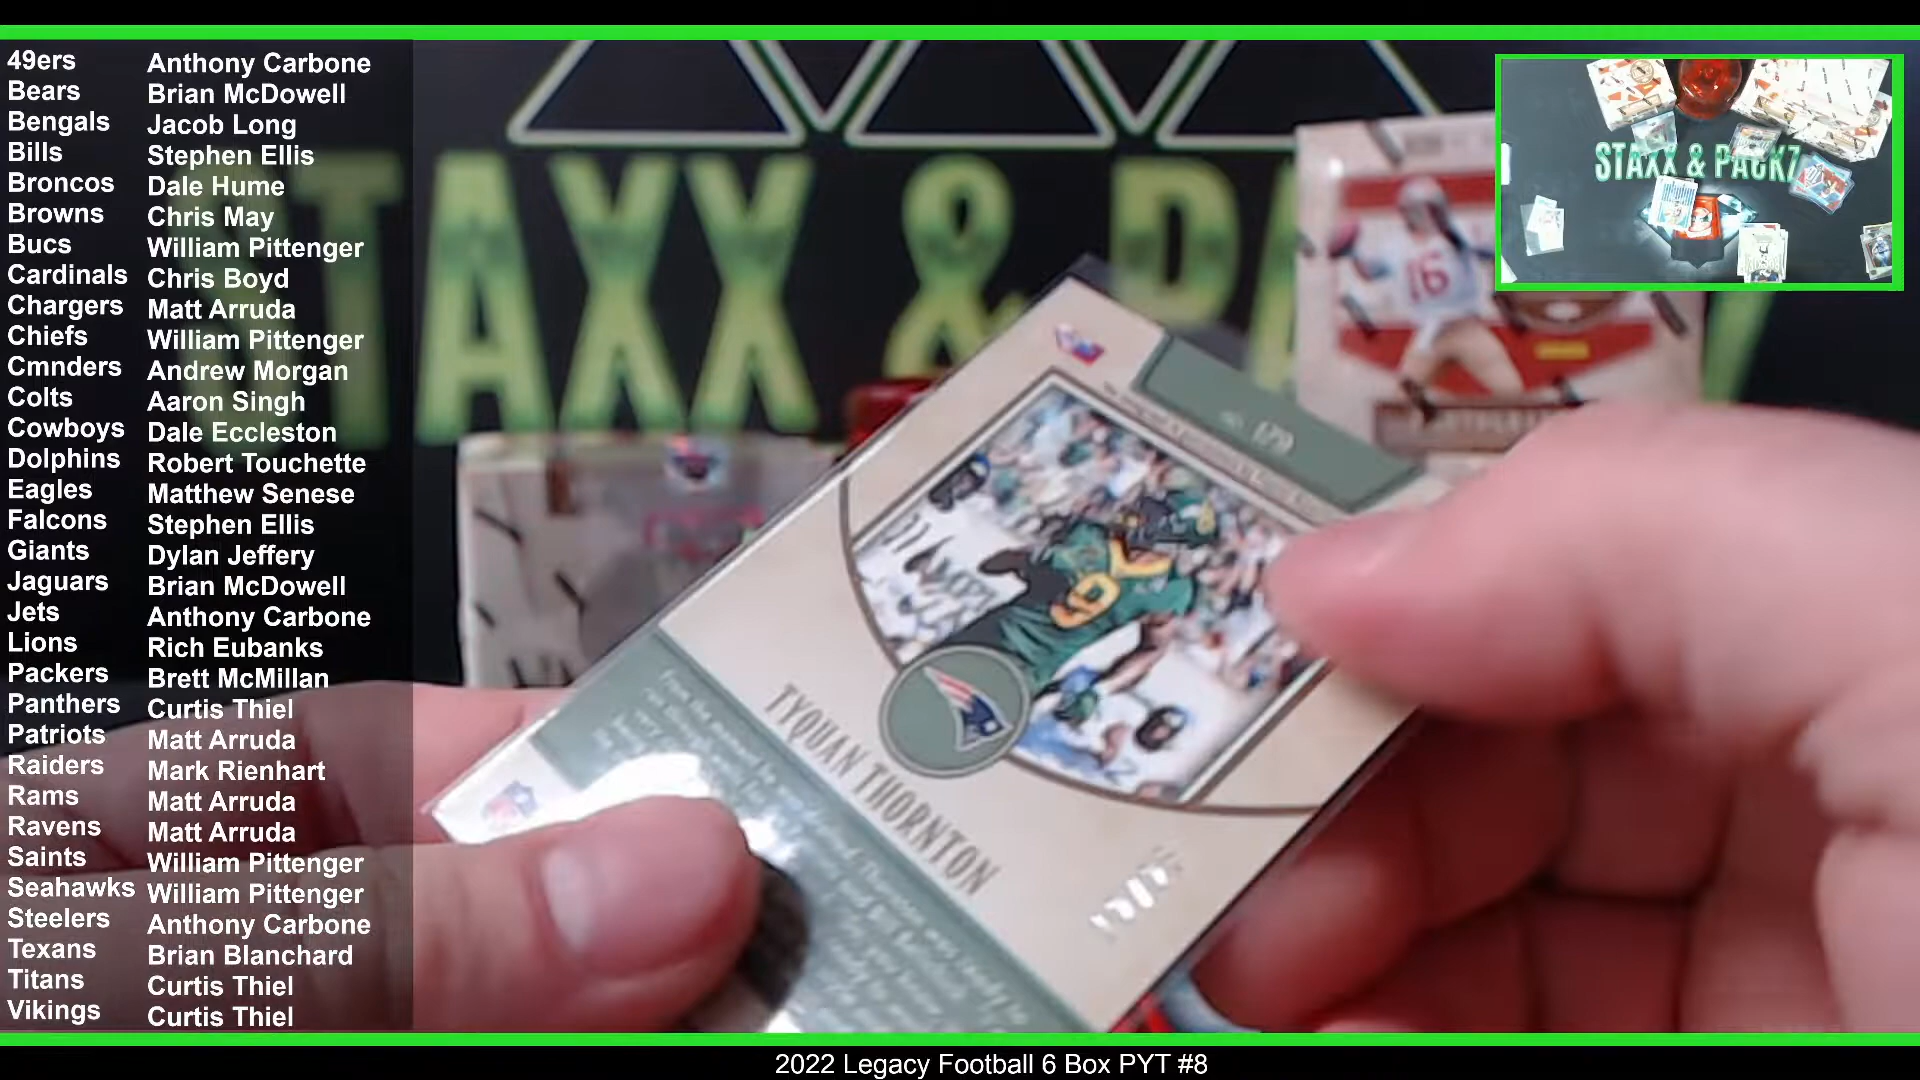 49ers Anthony Carbone
Bears Brian McDowell
Bengals Jacob Long
Bills Stephen Ellis
Broncos Dale Hume
Browns Chris May
Bucs William Pittenger
Cardinals Chris Boyd
Chargers Matt Arruda
Chiefs William Pittenger
Cmnders Andrew Morgan
Colts Aaron Singh
Cowboys Dale Eccleston
Dolphins Robert Touchette
Eagles Matthew Senese
Falcons Stephen Ellis
Giants Dylan Jeffery
Jaguars Brian McDowell
Jets Anthony Carbone
Lions Rich Eubanks
Packers Brett McMillan
Panthers Curtis Thiel
Patriots Matt Arruda
Raiders Mark Rienhart
Rams Matt Arruda
Ravens Matt Arruda
Saints William Pittenger
Seahawks William Pittenger
Steelers Anthony Carbone
Texans Brian Blanchard
Titans Curtis Thiel
Vikings Curtis Thiel
STAXX & PA
STAXX & PACKZ
16
179
9
TYQUAN THORNTON
2022 Legacy Football 6 Box PYT #8